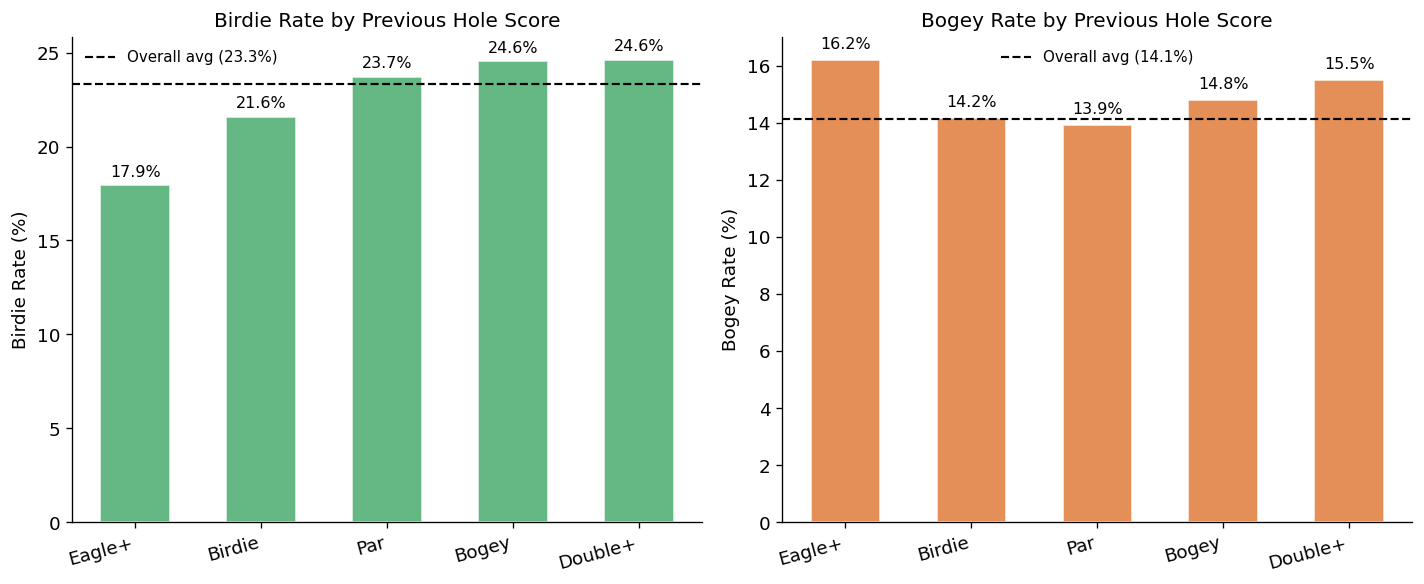 Birdie Rate by Previous Hole Score
Overall avg (23.3%)
Birdie Rate (%)
25
20
15
10
5
0
17.9%
21.6%
23.7%
24.6%
24.6%
Eagle+
Birdie
Par
Bogey
Double+
Bogey Rate by Previous Hole Score
Overall avg (14.1%)
Bogey Rate (%)
16
14
12
10
8
6
4
2
0
16.2%
14.2%
13.9%
14.8%
15.5%
Eagle+
Birdie
Par
Bogey
Double+